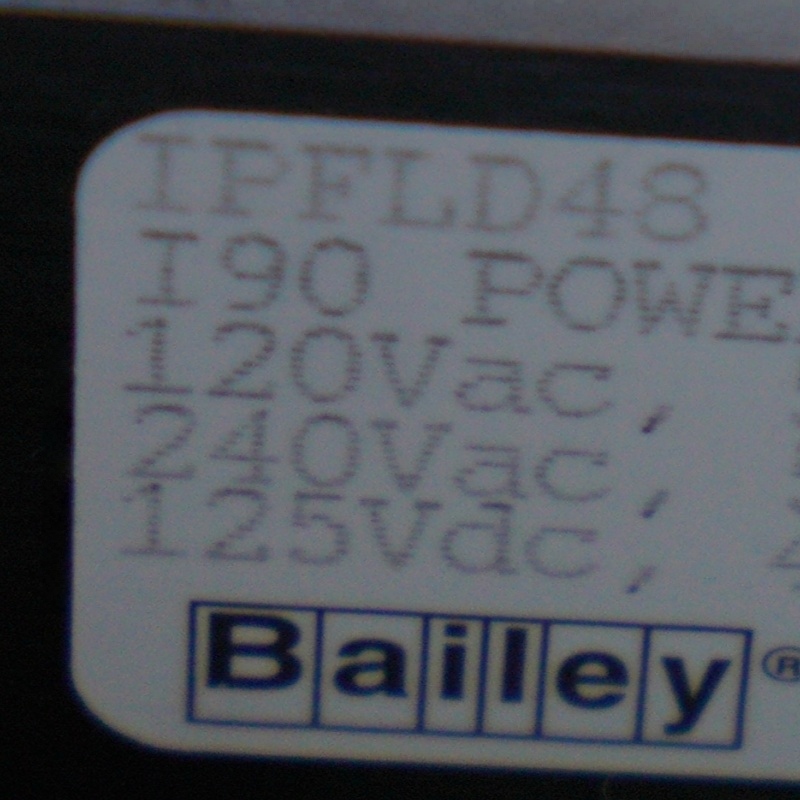 IPFLD48
I90 POWE
120Vac,
240Vac,
125Vdc,
Bailey®